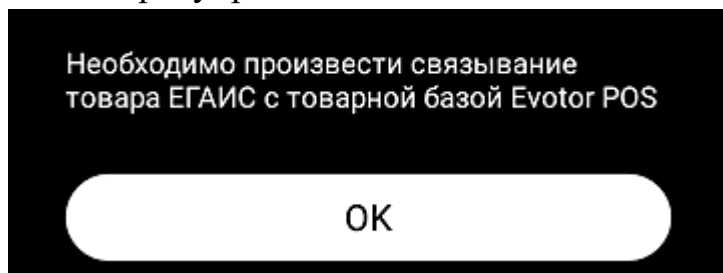 Необходимо произвести связывание
товара ЕГАИС с товарной базой Evotor POS
OK